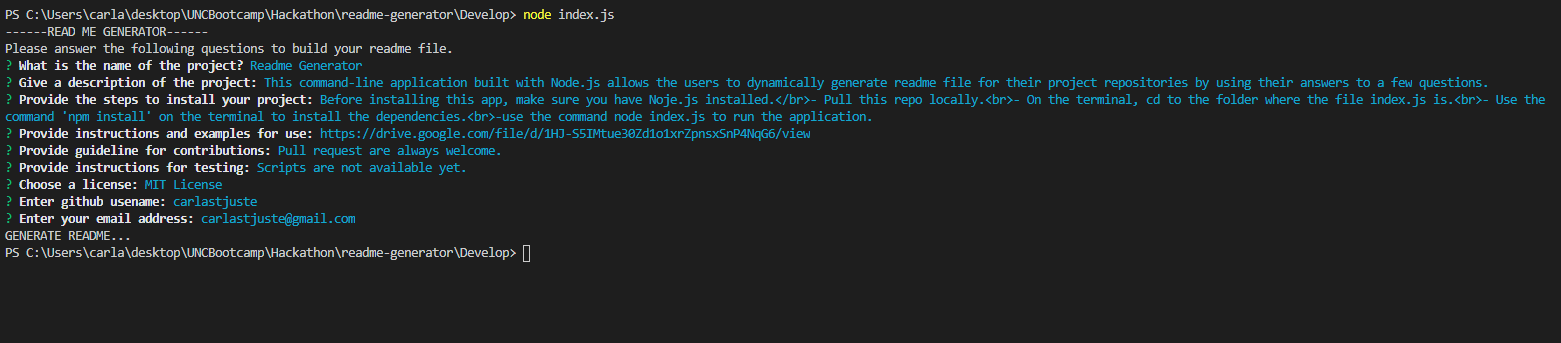 PS C:\Users\carla\desktop\UNCBootcamp\Hackathon\readme-generator\Develop> node index.js
------READ ME GENERATOR------
Please answer the following questions to build your readme file.
? What is the name of the project? Readme Generator
? Give a description of the project: This command-line application built with Node.js allows the users to dynamically generate readme file for their project repositories by using their answers to a few questions.
? Provide the steps to install your project: Before installing this app, make sure you have Noje.js installed.</br>- Pull this repo locally.<br>- On the terminal, cd to the folder where the file index.js is.<br>- Use the
command 'npm install' on the terminal to install the dependencies.<br>-use the command node index.js to run the application.
? Provide instructions and examples for use: https://drive.google.com/file/d/1HJ-S5IMtue30Zd1o1xrZpnsxSnP4NqG6/view
? Provide guideline for contributions: Pull request are always welcome.
? Provide instructions for testing: Scripts are not available yet.
? Choose a license: MIT License
? Enter github usename: carlastjuste
? Enter your email address: carlastjuste@gmail.com
GENERATE README...
PS C:\Users\carla\desktop\UNCBootcamp\Hackathon\readme-generator\Develop>